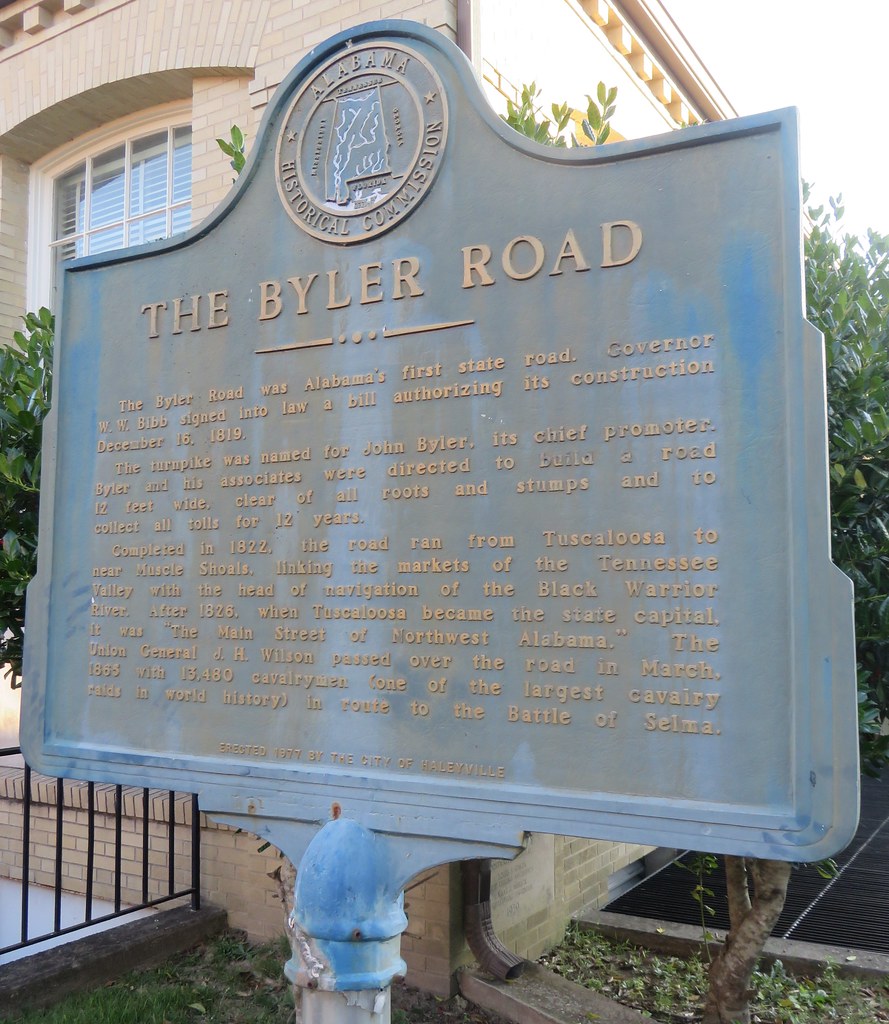 ALABAMA
HISTORICAL COMMISSION
TENNESSEE
MISSISSIPPI
GEORGIA
FLORIDA
THE BYLER ROAD
The Byler Road was Alabama's first state road. Governor
W. W. Bibb signed into law a bill authorizing its construction
December 16, 1819.
The turnpike was named for John Byler, its chief promoter.
Byler and his associates were directed to build a road
12 feet wide, clear of all roots and stumps and to
collect all tolls for 12 years.
Completed in 1822, the road ran from Tuscaloosa to
near Muscle Shoals, linking the markets of the Tennessee
Valley with the head of navigation of the Black Warrior
River. After 1826, when Tuscaloosa became the state capital,
it was "The Main Street of Northwest Alabama." The
Union General J. H. Wilson passed over the road in March,
1865 with 13,480 cavalrymen (one of the largest cavalry
raids in world history) in route to the Battle of Selma.
ERECTED 1977 BY THE CITY OF HALEYVILLE